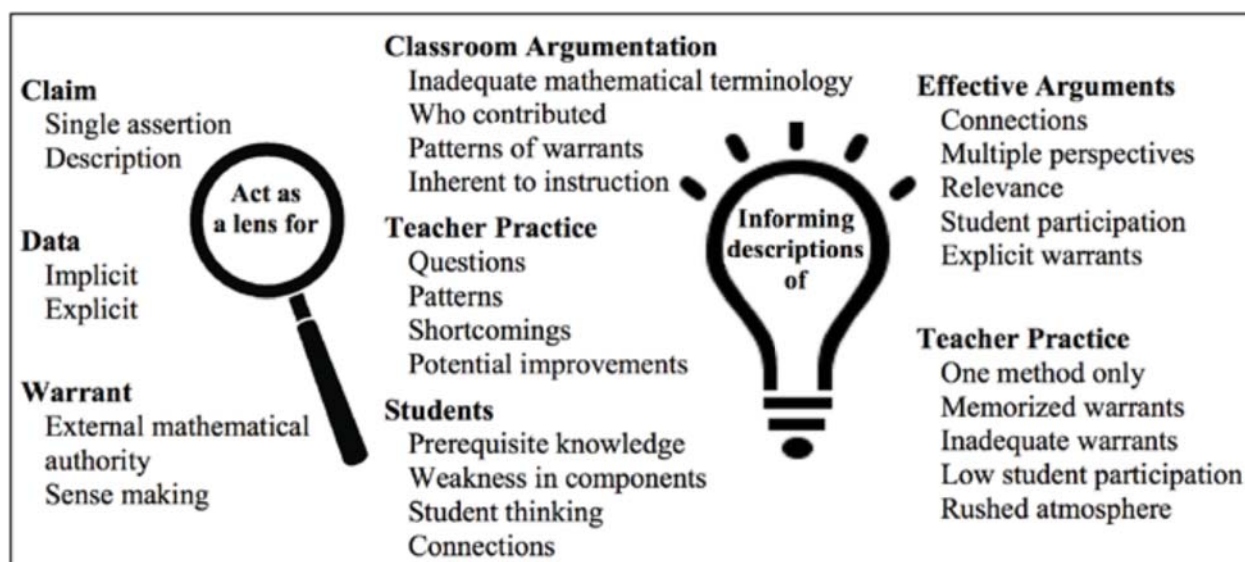 Claim
Single assertion
Description
Data
Implicit
Explicit
Warrant
External mathematical
authority
Sense making
Act as
a lens for
Classroom Argumentation
Inadequate mathematical terminology
Who contributed
Patterns of warrants
Inherent to instruction
Teacher Practice
Questions
Patterns
Shortcomings
Potential improvements
Students
Prerequisite knowledge
Weakness in components
Student thinking
Connections
Informing
descriptions
of
Effective Arguments
Connections
Multiple perspectives
Relevance
Student participation
Explicit warrants
Teacher Practice
One method only
Memorized warrants
Inadequate warrants
Low student participation
Rushed atmosphere